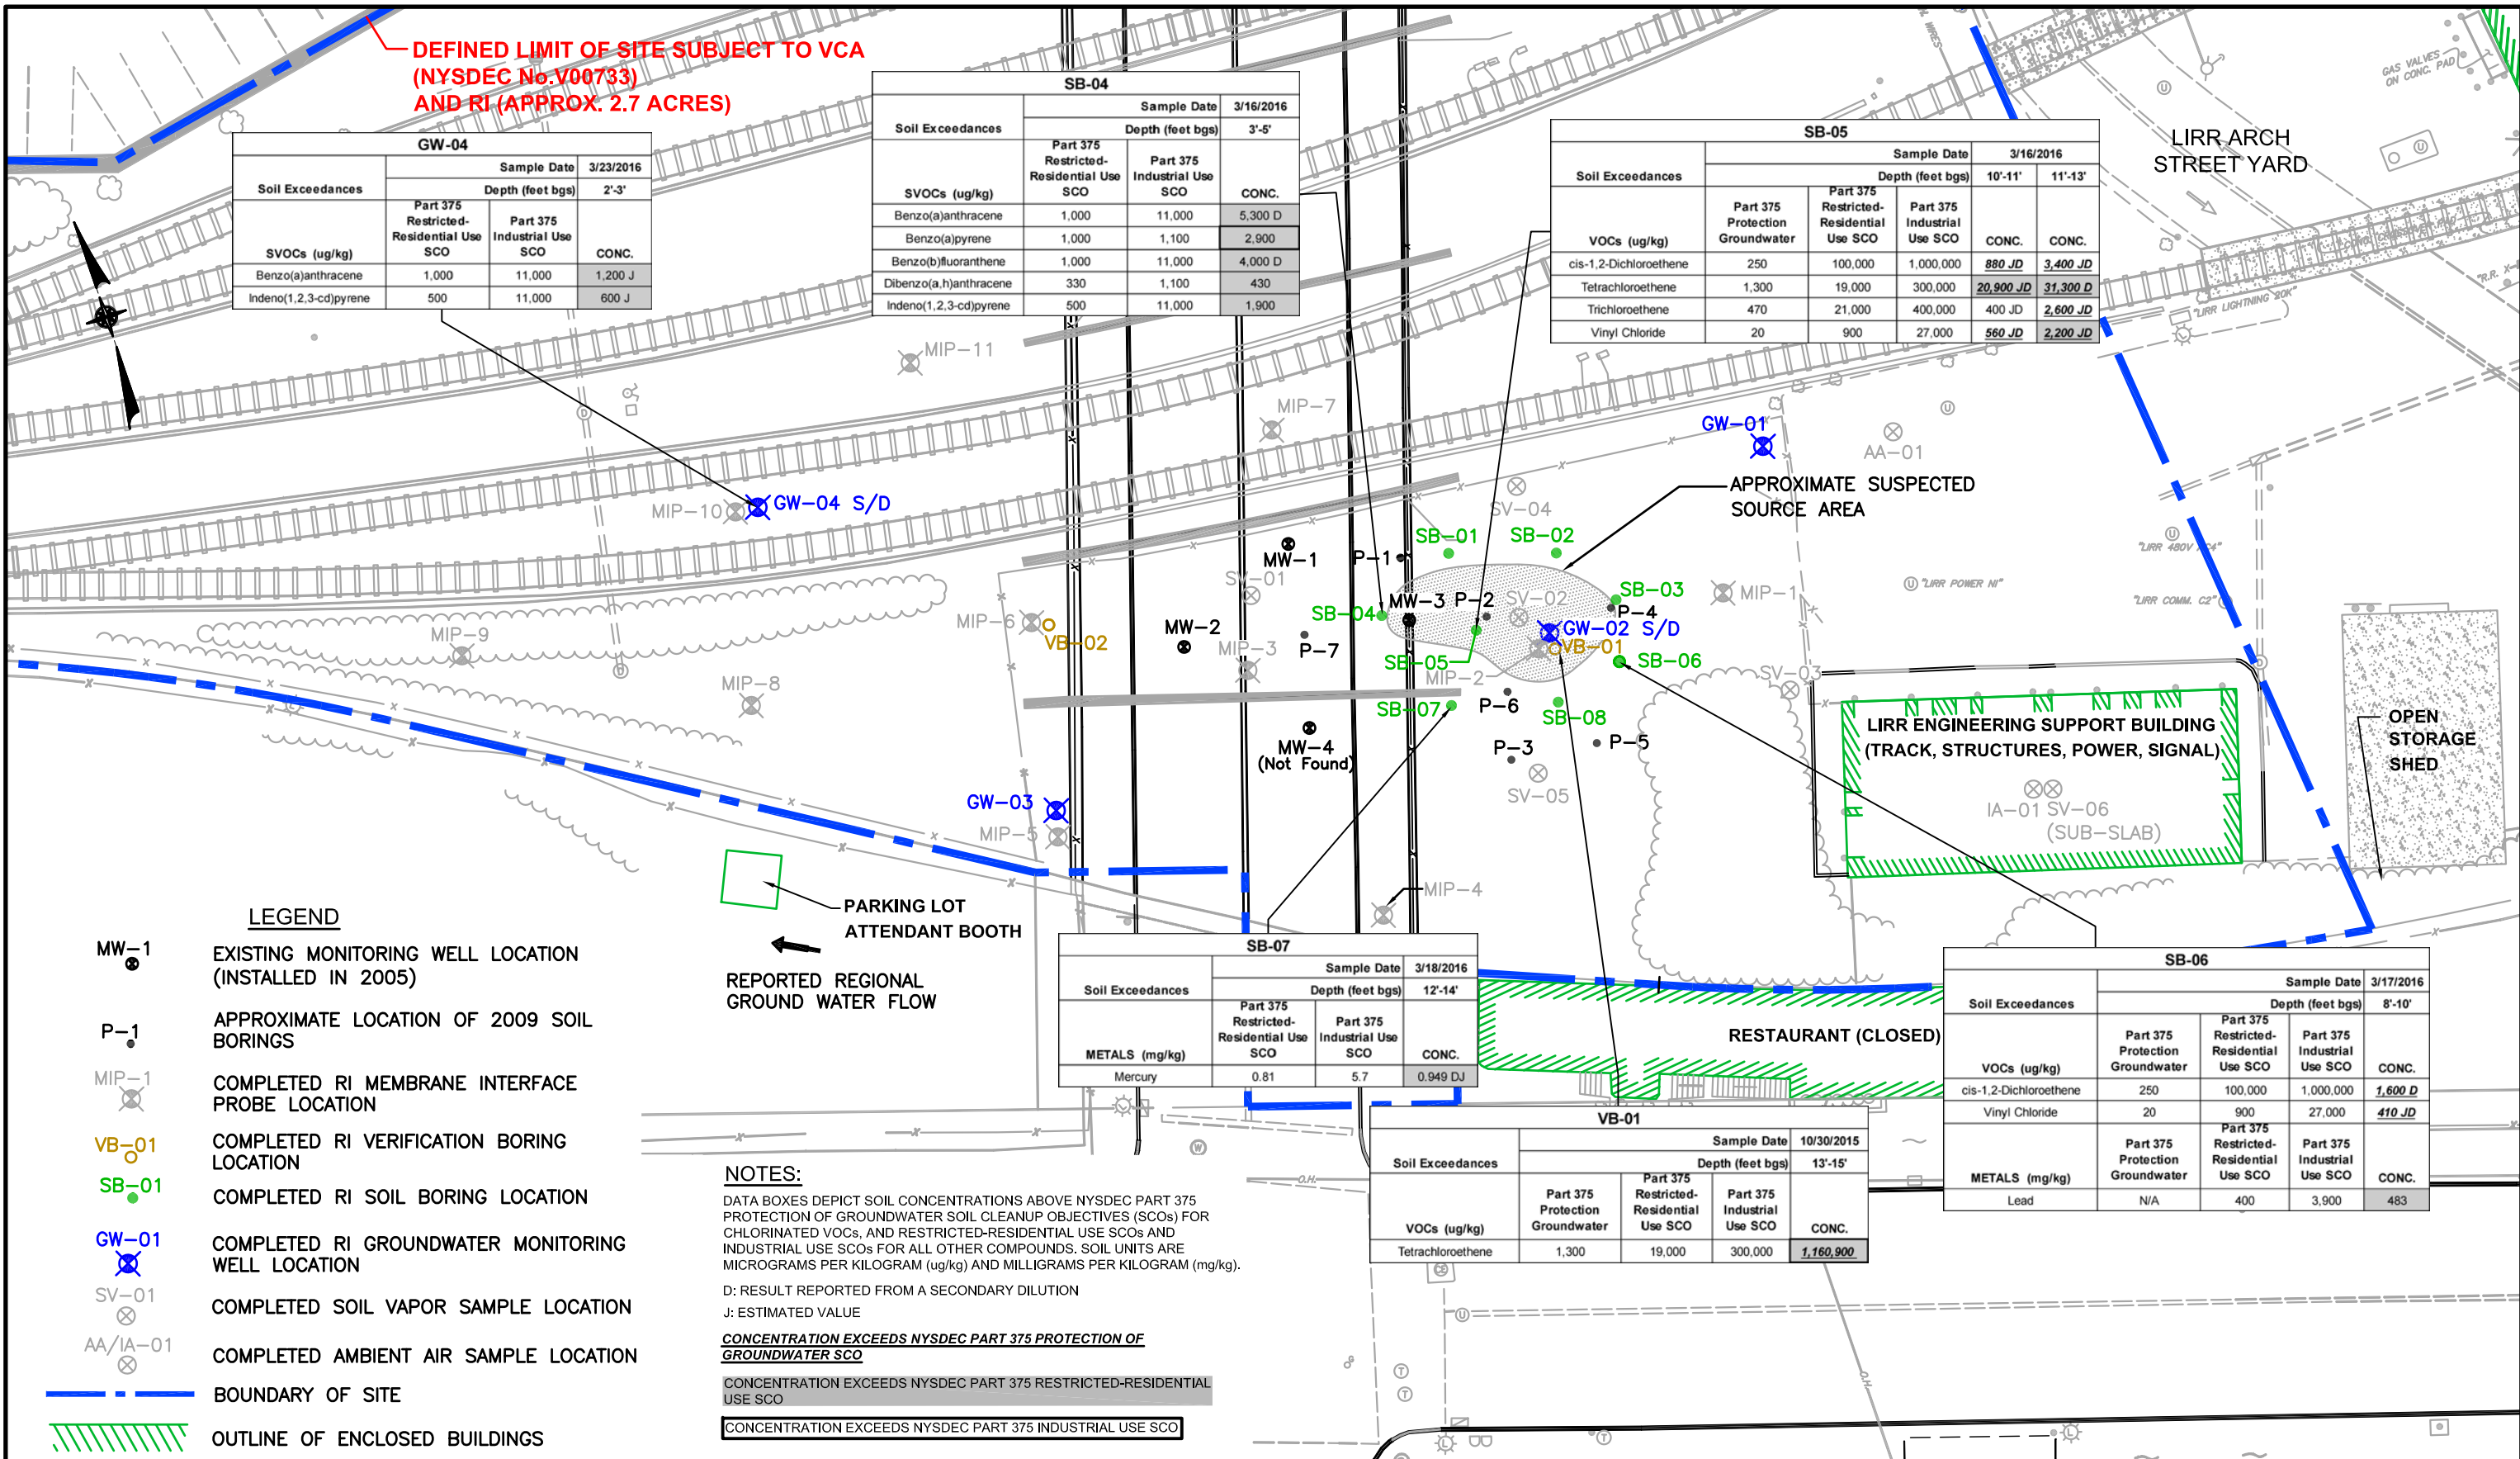 DEFINED LIMIT OF SITE SUBJECT TO VCA
(NYSDEC No.V00733)
AND RI (APPROX. 2.7 ACRES)
GW-04
Sample Date 3/23/2016
Soil Exceedances Depth (feet bgs) 2'-3'
SVOCs (ug/kg) Part 375 Restricted-Residential Use SCO Part 375 Industrial Use SCO CONC.
Benzo(a)anthracene 1,000 11,000 1,200 J
Indeno(1,2,3-cd)pyrene 500 11,000 600 J
SB-04
Sample Date 3/16/2016
Soil Exceedances Depth (feet bgs) 3'-5'
SVOCs (ug/kg) Part 375 Restricted-Residential Use SCO Part 375 Industrial Use SCO CONC.
Benzo(a)anthracene 1,000 11,000 5,300 D
Benzo(a)pyrene 1,000 1,100 2,900
Benzo(b)fluoranthene 1,000 11,000 4,000 D
Dibenzo(a,h)anthracene 330 1,100 430
Indeno(1,2,3-cd)pyrene 500 11,000 1,900
SB-05
Sample Date 3/16/2016
Soil Exceedances Depth (feet bgs) 10'-11' 11'-13'
VOCs (ug/kg) Part 375 Protection Groundwater Part 375 Restricted-Residential Use SCO Part 375 Industrial Use SCO CONC. CONC.
cis-1,2-Dichloroethene 250 100,000 1,000,000 880 JD 3,400 JD
Tetrachloroethene 1,300 19,000 300,000 20,900 JD 31,300 D
Trichloroethene 470 21,000 400,000 400 JD 2,600 JD
Vinyl Chloride 20 900 27,000 560 JD 2,200 JD
WIRES
GAS VALVES
ON CONC. PAD
LIRR ARCH
STREET YARD
"LIRR LIGHTNING 20K"
MIP-11
MIP-7
GW-01
AA-01
APPROXIMATE SUSPECTED
SOURCE AREA
MIP-10
GW-04 S/D
SV-04
SB-01
SB-02
MW-1
P-1
"LIRR POWER N1"
"LIRR COMM. C2"
SV-01
SB-03
MIP-1
SB-04
MW-3
P-2
SV-02
P-4
MIP-6
VB-02
MW-2
MIP-3
P-7
GW-02 S/D
VB-01
SB-05
SB-06
MIP-2
MIP-9
MIP-8
SV-03
SB-07
P-6
SB-08
MW-4
(Not Found)
P-3
P-5
SV-05
LIRR ENGINEERING SUPPORT BUILDING
(TRACK, STRUCTURES, POWER, SIGNAL)
IA-01 SV-06
(SUB-SLAB)
OPEN
STORAGE
SHED
GW-03
MIP-5
MIP-4
PARKING LOT
ATTENDANT BOOTH
REPORTED REGIONAL
GROUND WATER FLOW
RESTAURANT (CLOSED)
SB-07
Sample Date 3/18/2016
Soil Exceedances Depth (feet bgs) 12'-14'
METALS (mg/kg) Part 375 Restricted-Residential Use SCO Part 375 Industrial Use SCO CONC.
Mercury 0.81 5.7 0.949 DJ
SB-06
Sample Date 3/17/2016
Soil Exceedances Depth (feet bgs) 8'-10'
VOCs (ug/kg) Part 375 Protection Groundwater Part 375 Restricted-Residential Use SCO Part 375 Industrial Use SCO CONC.
cis-1,2-Dichloroethene 250 100,000 1,000,000 1,600 D
Vinyl Chloride 20 900 27,000 410 JD
METALS (mg/kg) Part 375 Protection Groundwater Part 375 Restricted-Residential Use SCO Part 375 Industrial Use SCO CONC.
Lead N/A 400 3,900 483
VB-01
Sample Date 10/30/2015
Soil Exceedances Depth (feet bgs) 13'-15'
VOCs (ug/kg) Part 375 Protection Groundwater Part 375 Restricted-Residential Use SCO Part 375 Industrial Use SCO CONC.
Tetrachloroethene 1,300 19,000 300,000 1,160,900
LEGEND
MW-1 EXISTING MONITORING WELL LOCATION
(INSTALLED IN 2005)
P-1 APPROXIMATE LOCATION OF 2009 SOIL
BORINGS
MIP-1 COMPLETED RI MEMBRANE INTERFACE
PROBE LOCATION
VB-01 COMPLETED RI VERIFICATION BORING
LOCATION
SB-01 COMPLETED RI SOIL BORING LOCATION
GW-01 COMPLETED RI GROUNDWATER MONITORING
WELL LOCATION
SV-01 COMPLETED SOIL VAPOR SAMPLE LOCATION
AA/IA-01 COMPLETED AMBIENT AIR SAMPLE LOCATION
BOUNDARY OF SITE
OUTLINE OF ENCLOSED BUILDINGS
NOTES:
DATA BOXES DEPICT SOIL CONCENTRATIONS ABOVE NYSDEC PART 375
PROTECTION OF GROUNDWATER SOIL CLEANUP OBJECTIVES (SCOs) FOR
CHLORINATED VOCs, AND RESTRICTED-RESIDENTIAL USE SCOs AND
INDUSTRIAL USE SCOs FOR ALL OTHER COMPOUNDS. SOIL UNITS ARE
MICROGRAMS PER KILOGRAM (ug/kg) AND MILLIGRAMS PER KILOGRAM (mg/kg).
D: RESULT REPORTED FROM A SECONDARY DILUTION
J: ESTIMATED VALUE
CONCENTRATION EXCEEDS NYSDEC PART 375 PROTECTION OF
GROUNDWATER SCO
CONCENTRATION EXCEEDS NYSDEC PART 375 RESTRICTED-RESIDENTIAL
USE SCO
CONCENTRATION EXCEEDS NYSDEC PART 375 INDUSTRIAL USE SCO